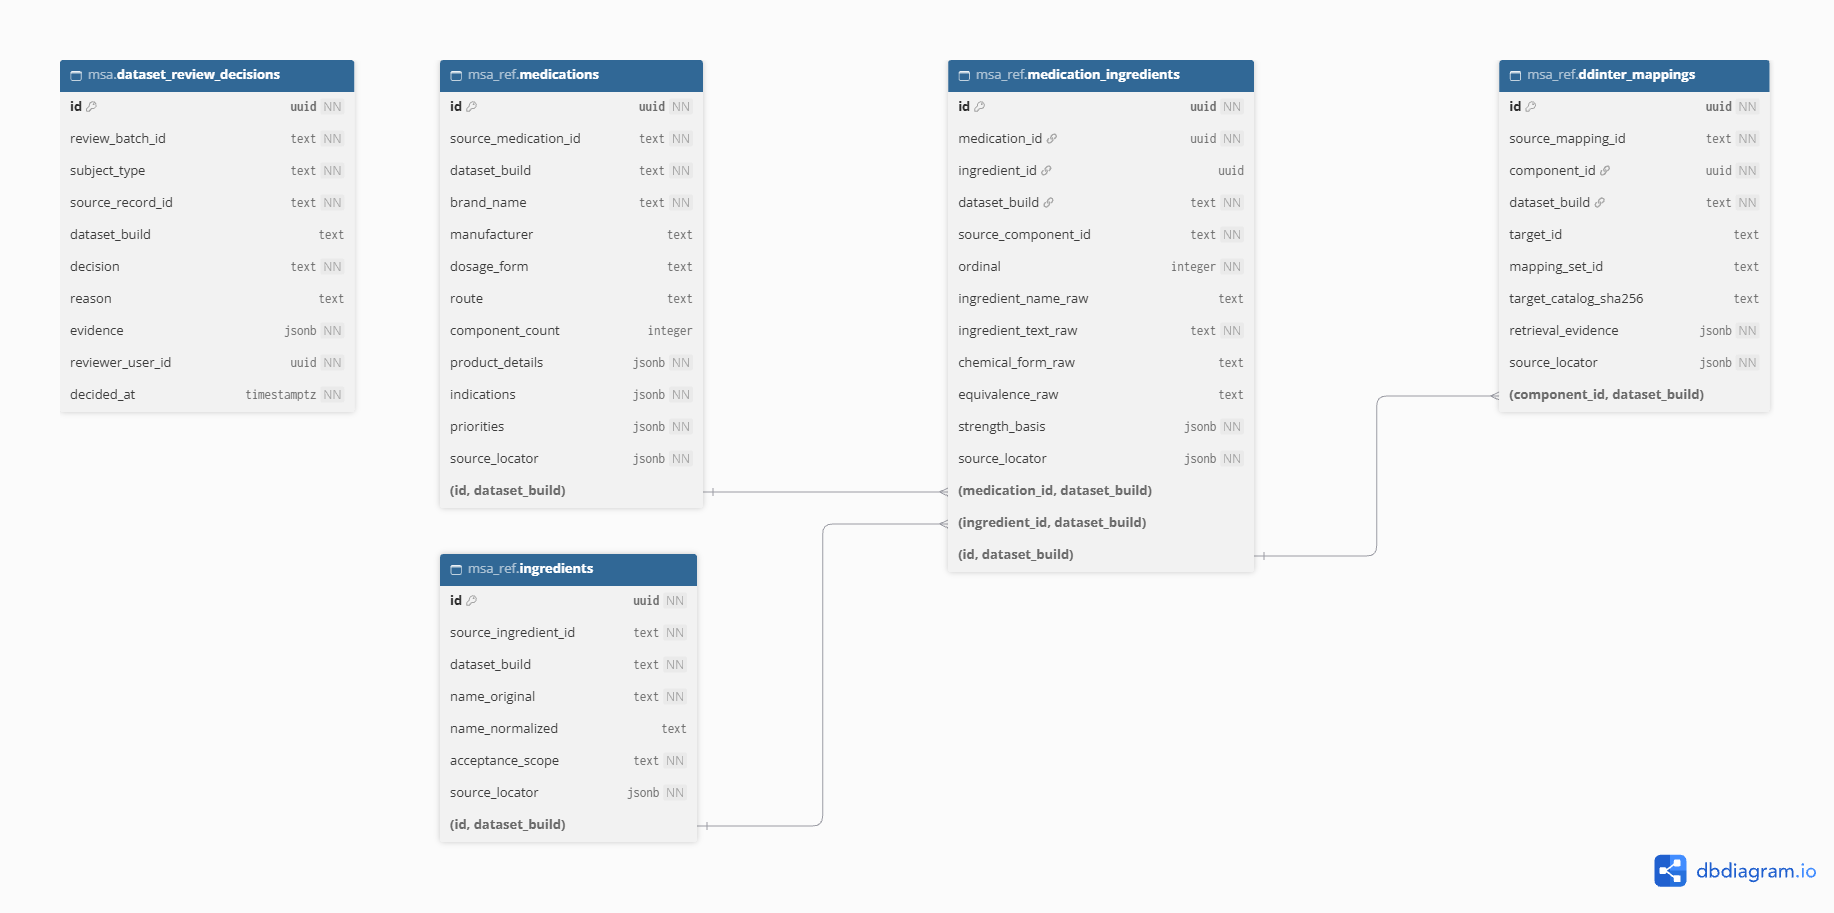 msa.dataset_review_decisions
id uuid NN
review_batch_id text NN
subject_type text NN
source_record_id text NN
dataset_build text
decision text NN
reason text
evidence jsonb NN
reviewer_user_id uuid NN
decided_at timestamptz NN
msa_ref.medications
id uuid NN
source_medication_id text NN
dataset_build text NN
brand_name text NN
manufacturer text
dosage_form text
route text
component_count integer
product_details jsonb NN
indications jsonb NN
priorities jsonb NN
source_locator jsonb NN
(id, dataset_build)
msa_ref.ingredients
id uuid NN
source_ingredient_id text NN
dataset_build text NN
name_original text NN
name_normalized text
acceptance_scope text NN
source_locator jsonb NN
(id, dataset_build)
msa_ref.medication_ingredients
id uuid NN
medication_id uuid NN
ingredient_id uuid
dataset_build text NN
source_component_id text NN
ordinal integer NN
ingredient_name_raw text
ingredient_text_raw text NN
chemical_form_raw text
equivalence_raw text
strength_basis jsonb NN
source_locator jsonb NN
(medication_id, dataset_build)
(ingredient_id, dataset_build)
(id, dataset_build)
msa_ref.ddinter_mappings
id uuid NN
source_mapping_id text NN
component_id uuid NN
dataset_build text NN
target_id text
mapping_set_id text
target_catalog_sha256 text
retrieval_evidence jsonb NN
source_locator jsonb NN
(component_id, dataset_build)
dbdiagram.io